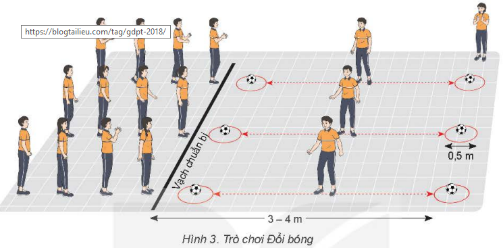 https://blogtailieu.com/tag/gdpt-2018/
Vạch chuẩn bị
0,5 m
3 – 4 m
Hình 3. Trò chơi Đổi bóng